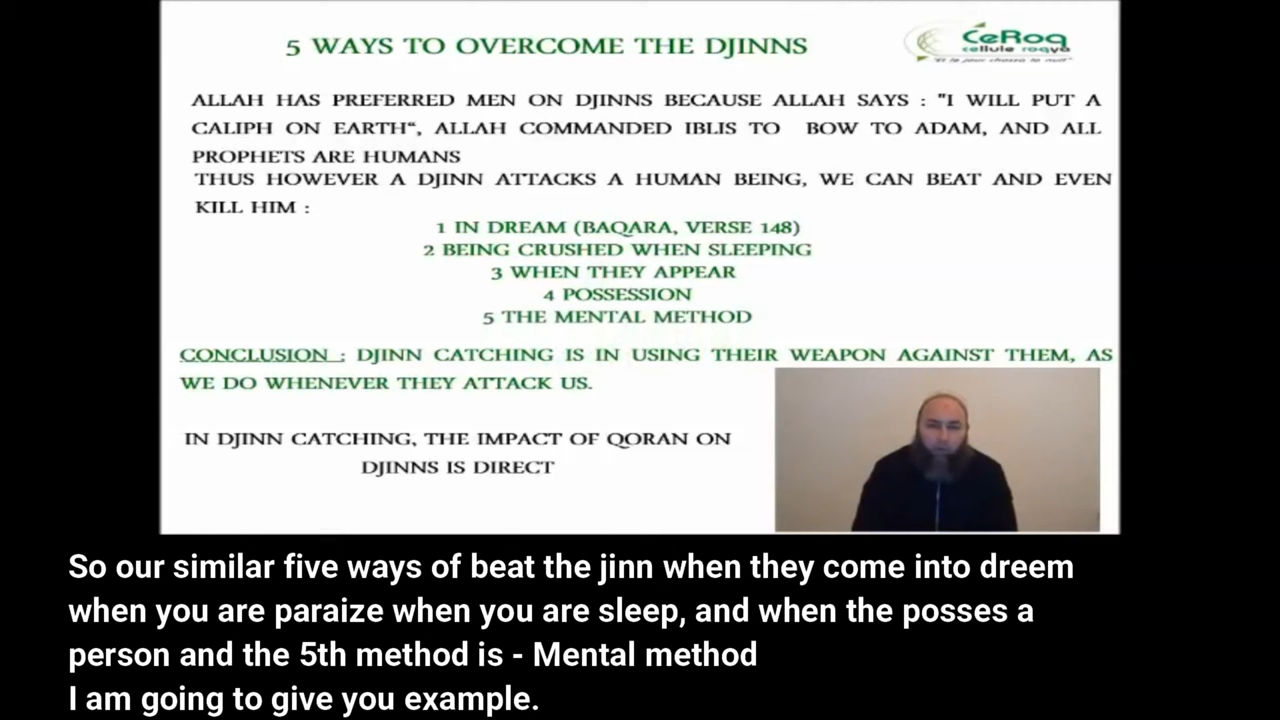 5 WAYS TO OVERCOME THE DJINNS
CeRoq
cellule roqya
ALLAH HAS PREFERRED MEN ON DJINNS BECAUSE ALLAH SAYS : "I WILL PUT A
CALIPH ON EARTH“, ALLAH COMMANDED IBLIS TO BOW TO ADAM, AND ALL
PROPHETS ARE HUMANS
THUS HOWEVER A DJINN ATTACKS A HUMAN BEING, WE CAN BEAT AND EVEN
KILL HIM :
1 IN DREAM (BAQARA, VERSE 148)
2 BEING CRUSHED WHEN SLEEPING
3 WHEN THEY APPEAR
4 POSSESSION
5 THE MENTAL METHOD
CONCLUSION : DJINN CATCHING IS IN USING THEIR WEAPON AGAINST THEM, AS
WE DO WHENEVER THEY ATTACK US.
IN DJINN CATCHING, THE IMPACT OF QORAN ON
DJINNS IS DIRECT
So our similar five ways of beat the jinn when they come into dreem
when you are paraize when you are sleep, and when the posses a
person and the 5th method is - Mental method
I am going to give you example.